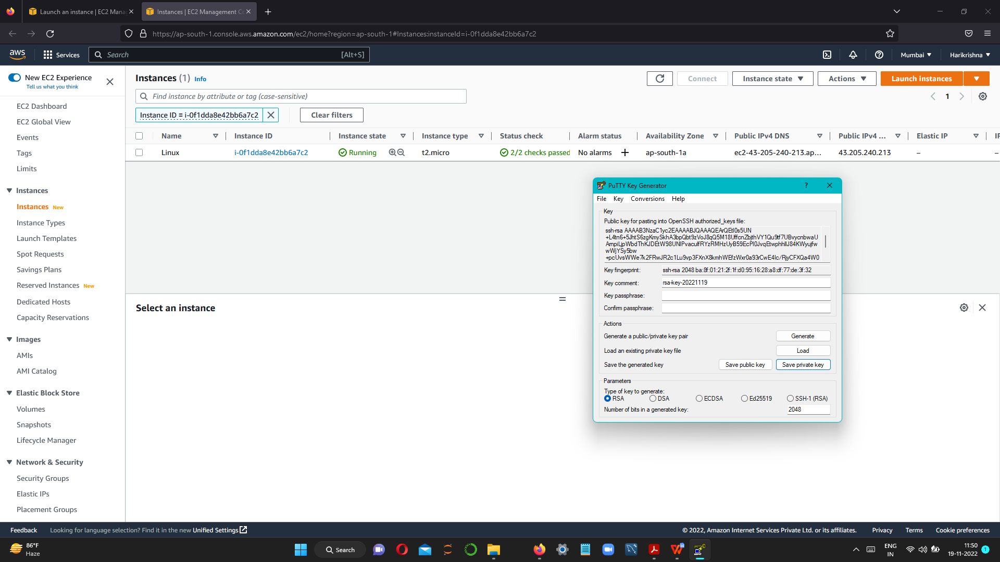 Launch an instance | EC2 Mana
Instances | EC2 Management Co
https://ap-south-1.console.aws.amazon.com/ec2/home?region=ap-south-1#Instances:instanceId=i-0f1dda8e42bb6a7c2
aws
Services
Search
[Alt+S]
Mumbai
Harikrishna
New EC2 Experience
Tell us what you think
EC2 Dashboard
EC2 Global View
Events
Tags
Limits
Instances
Instances New
Instance Types
Launch Templates
Spot Requests
Savings Plans
Reserved Instances New
Dedicated Hosts
Capacity Reservations
Images
AMIs
AMI Catalog
Elastic Block Store
Volumes
Snapshots
Lifecycle Manager
Network & Security
Security Groups
Elastic IPs
Placement Groups
Instances (1) Info
Connect
Instance state
Actions
Launch instances
Find instance by attribute or tag (case-sensitive)
1
Instance ID = i-0f1dda8e42bb6a7c2
Clear filters
Name Instance ID Instance state Instance type Status check Alarm status Availability Zone Public IPv4 DNS Public IPv4 ... Elastic IP
Linux i-0f1dda8e42bb6a7c2 Running t2.micro 2/2 checks passed No alarms + ap-south-1a ec2-43-205-240-213.ap... 43.205.240.213 – –
Select an instance
PuTTY Key Generator
?
File Key Conversions Help
Key
Public key for pasting into OpenSSH authorized_keys file:
ssh-rsa
Key fingerprint: ssh-rsa 2048 ba:8f:01:21:2f:1f:d0:95:16:28:a8:df:77:de:3f:32
Key comment: rsa-key-20221119
Key passphrase:
Confirm passphrase:
Actions
Generate a public/private key pair Generate
Load an existing private key file Load
Save the generated key Save public key Save private key
Parameters
Type of key to generate:
RSA DSA ECDSA Ed25519 SSH-1 (RSA)
Number of bits in a generated key: 2048
Feedback Looking for language selection? Find it in the new Unified Settings
© 2022, Amazon Internet Services Private Ltd. or its affiliates. Privacy Terms Cookie preferences
86°F
Haze
Search
ENG
IN
11:50
19-11-2022
1